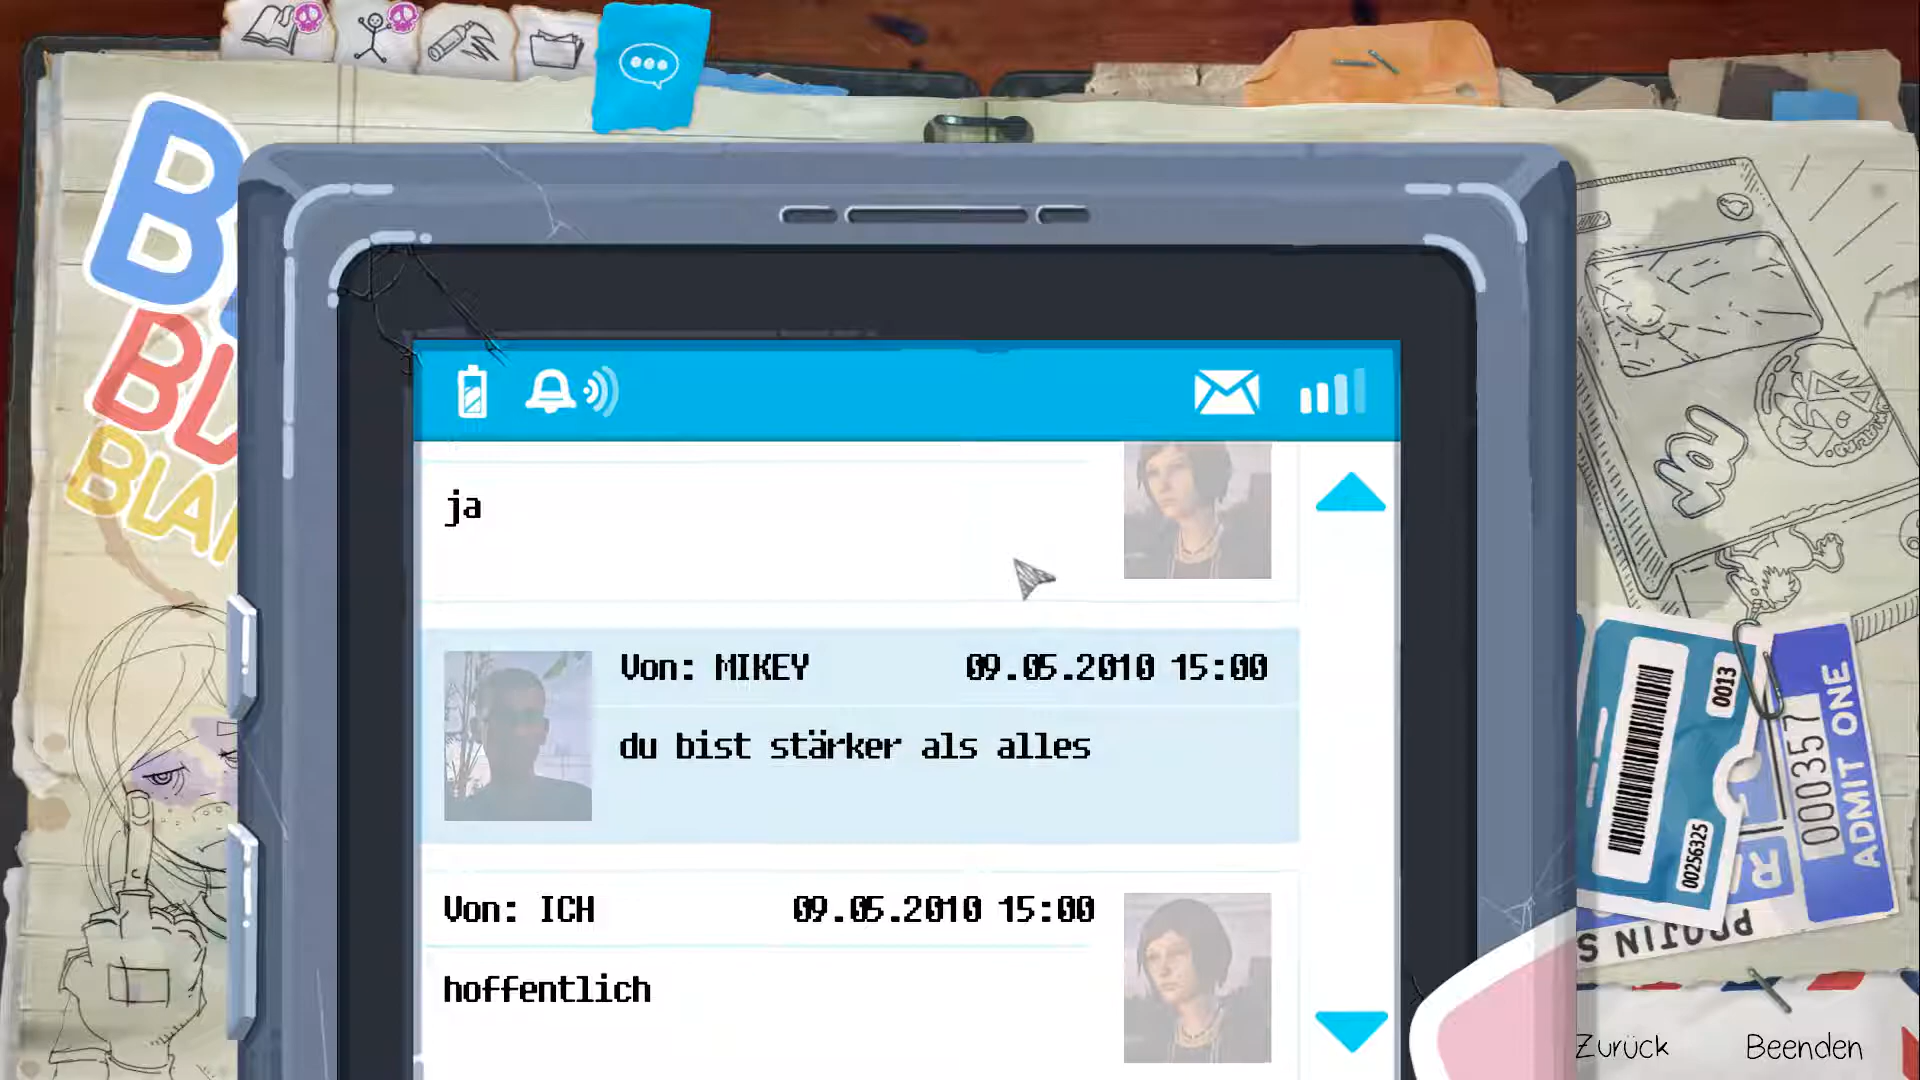 ja
Von: MIKEY 09.05.2010 15:00
du bist stärker als alles
Von: ICH 09.05.2010 15:00
hoffentlich
0013
00256325
000357
ADMIT ONE
Zurück Beenden